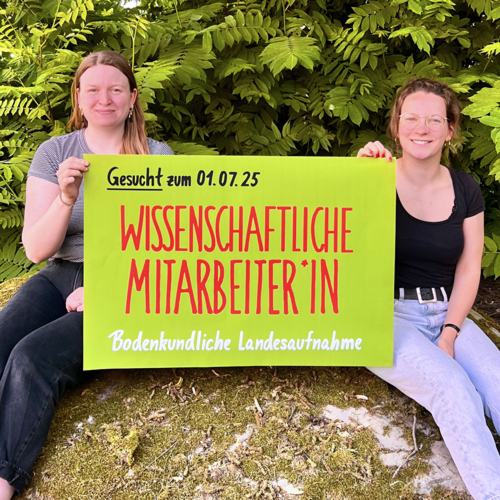 Gesucht zum 01.07.25
WISSENSCHAFTLICHE
MITARBEITER*IN
Bodenkundliche Landesaufnahme